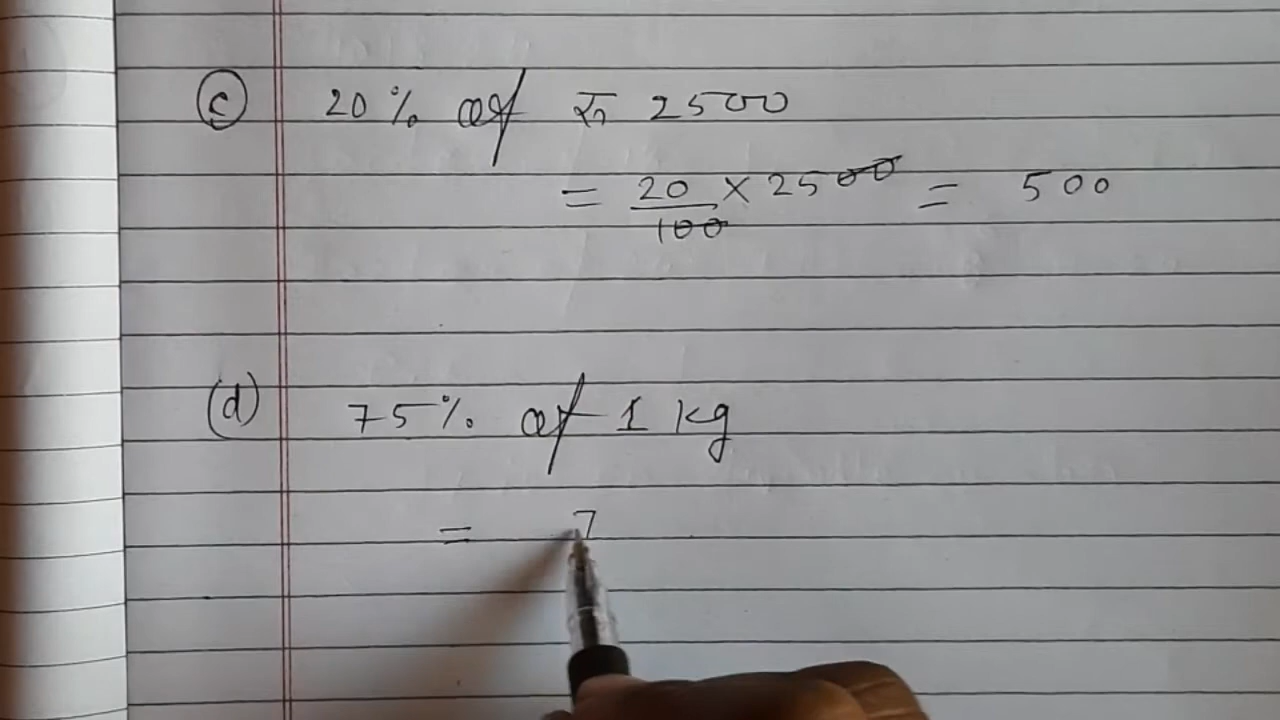 (c) 20% of ₹ 2500
= 20/100 × 2500 = 500
(d) 75% of 1 kg
= 7